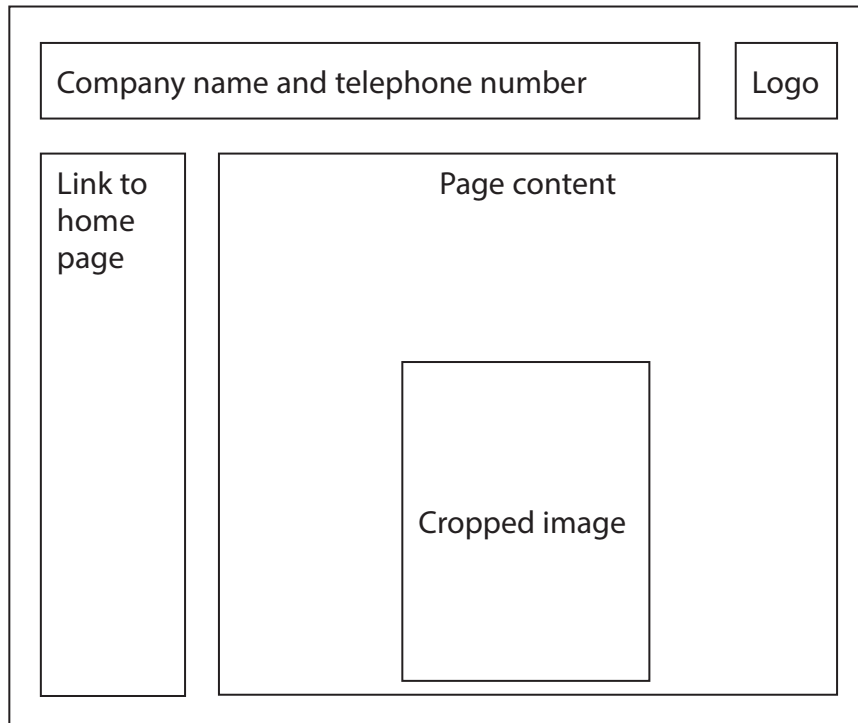 Company name and telephone number
Logo
Link to
home
page
Page content
Cropped image